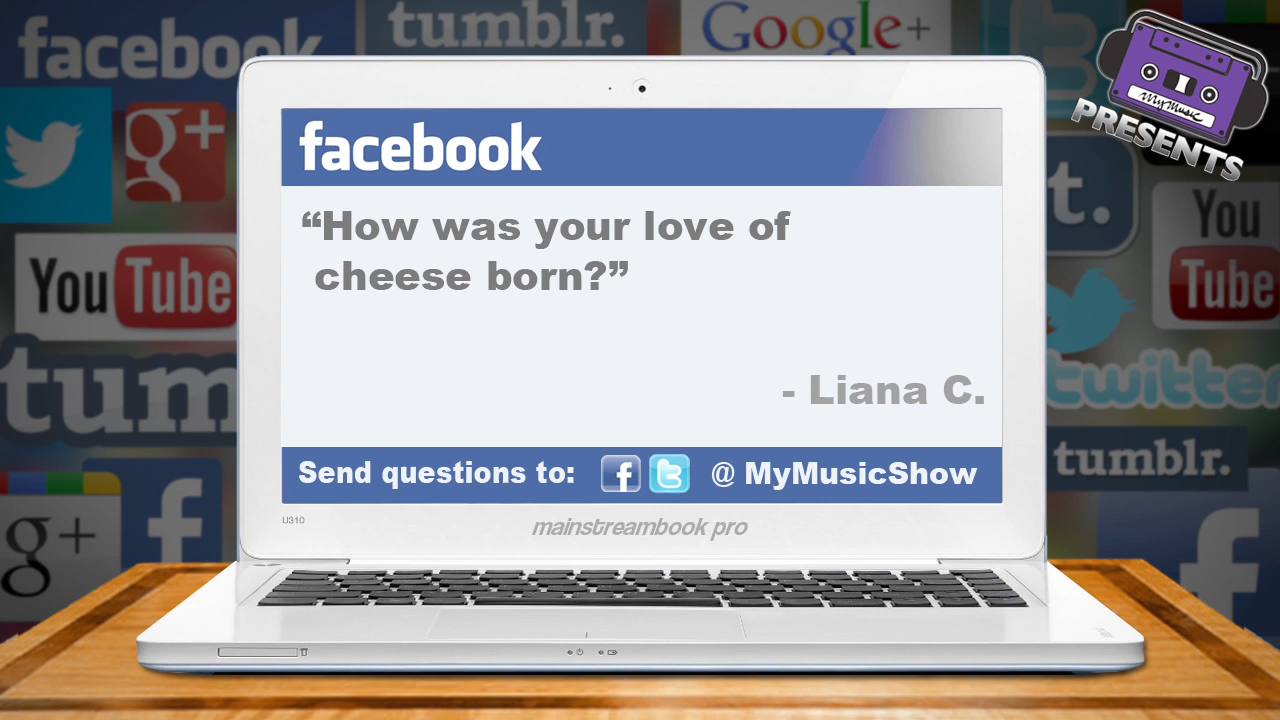 facebook
tumblr.
Google+
MyMusic
PRESENTS
g+
You Tube
tum
g+
f
t.
You
Tube
twitter
tumblr.
f
facebook
“How was your love of
cheese born?”
- Liana C.
Send questions to: f t @ MyMusicShow
U310
mainstreambook pro